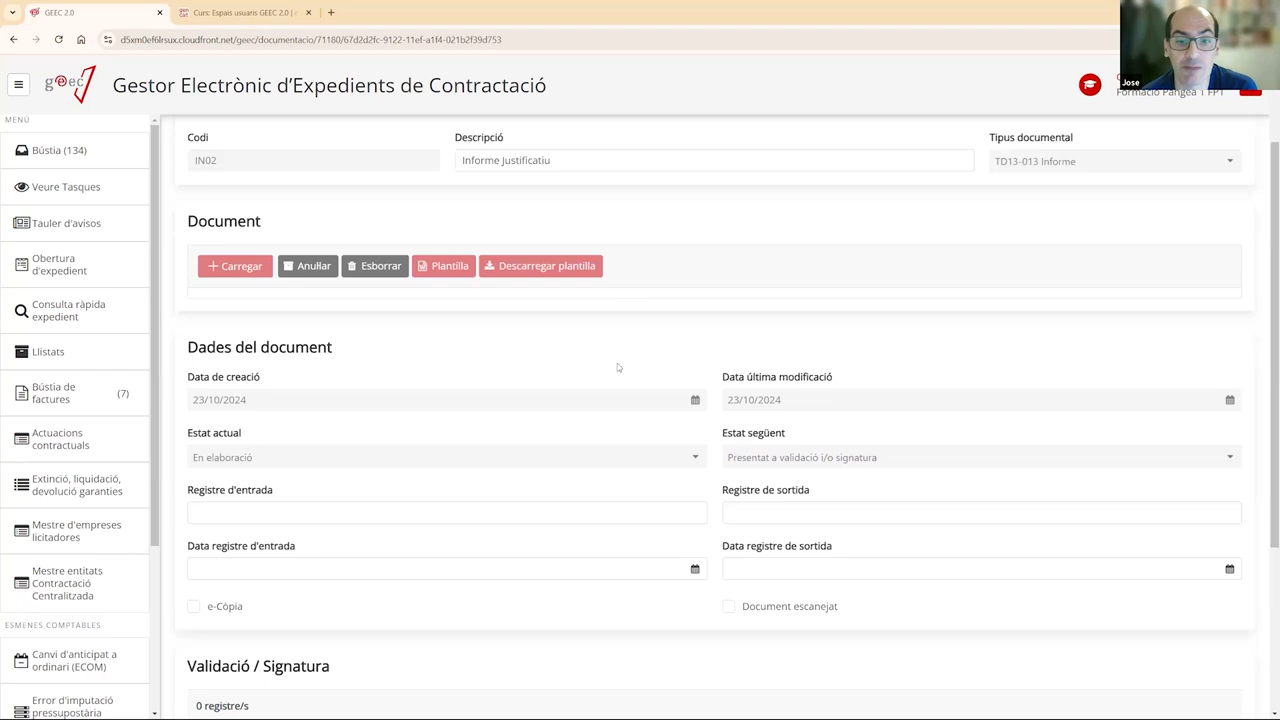 GEEC 2.0
Curs: Espais usuaris GEEC 2.0 | c
d5xm0ef6lrsux.cloudfront.net/geec/documentacio/71180/67d2d2fc-9122-11ef-a1f4-021b2f39d753
geec
Gestor Electrònic d'Expedients de Contractació
Formació Pangea 1 FPT
Jose
MENÚ
Bústia (134)
Veure Tasques
Tauler d'avisos
Obertura
d'expedient
Consulta ràpida
expedient
Llistats
Bústia de
factures
(7)
Actuacions
contractuals
Extinció, liquidació,
devolució garanties
Mestre d'empreses
licitadores
Mestre entitats
Contractació
Centralitzada
ESMENES COMPTABLES
Canvi d'anticipat a
ordinari (ECOM)
Error d'imputació
pressupostària
Codi
Descripció
Tipus documental
IN02
Informe Justificatiu
TD13-013 Informe
Document
Carregar
Anul·lar
Esborrar
Plantilla
Descarregar plantilla
Dades del document
Data de creació
Data última modificació
23/10/2024
23/10/2024
Estat actual
Estat següent
En elaboració
Presentat a validació i/o signatura
Registre d'entrada
Registre de sortida
Data registre d'entrada
Data registre de sortida
e-Còpia
Document escanejat
Validació / Signatura
0 registre/s